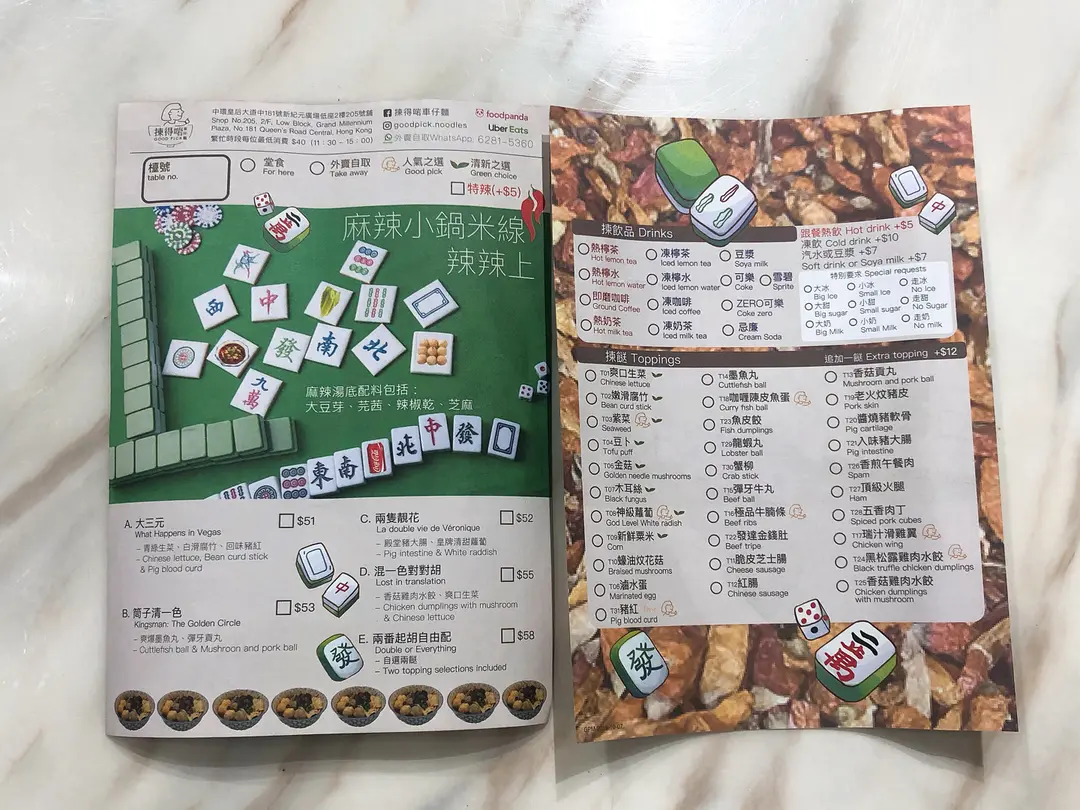 揀得啱
GOOD PICK
中環皇后大道中181號新紀元廣場低座2樓205號舖
Shop No.205, 2/F, Low Block, Grand Millennium
Plaza, No.181 Queen's Road Central, Hong Kong
繁忙時段每位最低消費 $40 (11:30 - 15:00)
揀得啱車仔麵
goodpick.noodles
外賣自取WhatsApp: 6281-5360
foodpanda
Uber Eats
檯號
table no.
堂食
For here
外賣自取
Take away
人氣之選
Good pick
清新之選
Green choice
特辣(+$5)
麻辣小鍋米線
辣辣上
二萬
西
中
發
南
北
九萬
麻辣湯底配料包括：
大豆芽、芫茜、辣椒乾、芝麻
東
南
Coca-Cola
北
中
發
A. 大三元
What Happens in Vegas
- 青綠生菜、白滑腐竹、回味豬紅
- Chinese lettuce, Bean curd stick
& Pig blood curd
$51
B. 筒子清一色
Kingsman: The Golden Circle
- 爽爆墨魚丸、彈牙貢丸
- Cuttlefish ball & Mushroon and pork ball
$53
C. 兩隻靚花
La double vie de Véronique
- 殿堂豬大腸、皇牌清甜蘿蔔
- Pig intestine & White raddish
$52
D. 混一色對對胡
Lost in translation
- 香菇雞肉水餃、爽口生菜
- Chicken dumplings with mushroom
& Chinese lettuce
$55
E. 兩番起胡自由配
Double or Everything
- 自選兩餸
- Two topping selections included
$58
中
發
中
揀飲品 Drinks
熱檸茶
Hot lemon tea
熱檸水
Hot lemon water
即磨咖啡
Ground Coffee
熱奶茶
Hot milk tea
凍檸茶
Iced lemon tea
凍檸水
Iced lemon water
凍咖啡
Iced coffee
凍奶茶
Iced milk tea
豆漿
Soya milk
可樂
Coke
雪碧
Sprite
ZERO可樂
Coke zero
忌廉
Cream Soda
跟餐熱飲 Hot drink +$5
凍飲 Cold drink +$10
汽水或豆漿 +$7
Soft drink or Soya milk +$7
特別要求 Special requests
大冰
Big Ice
小冰
Small Ice
走冰
No Ice
大甜
Big sugar
小甜
Small sugar
走甜
No Sugar
大奶
Big Milk
小奶
Small Milk
走奶
No milk
揀餸 Toppings
追加一餸 Extra topping +$12
T01爽口生菜
Chinese lettuce
T02嫩滑腐竹
Bean curd stick
T03紫菜
Seaweed
T04豆卜
Tofu puff
T05金菇
Golden needle mushrooms
T07木耳絲
Black fungus
T08神級蘿蔔
God Level White radish
T09新鮮粟米
Corn
T10蠔油炆花菇
Braised mushrooms
T06滷水蛋
Marinated egg
T31豬紅
Pig blood curd
T14墨魚丸
Cuttlefish ball
T18咖喱陳皮魚蛋
Curry fish ball
T23魚皮餃
Fish dumplings
T29龍蝦丸
Lobster ball
T30蟹柳
Crab stick
T15彈牙牛丸
Beef ball
T16極品牛腩條
Beef ribs
T22發達金錢肚
Beef tripe
T11脆皮芝士腸
Cheese sausage
T12紅腸
Chinese sausage
T13香菇貢丸
Mushroom and pork ball
T19老火炆豬皮
Pork skin
T20醬燒豬軟骨
Pig cartilage
T21入味豬大腸
Pig intestine
T26香煎午餐肉
Spam
T27頂級火腿
Ham
T28五香肉丁
Spiced pork cubes
T17瑞汁滑雞翼
Chicken wing
T24黑松露雞肉水餃
Black truffle chicken dumplings
T25香菇雞肉水餃
Chicken dumplings
with mushroom
發
二萬